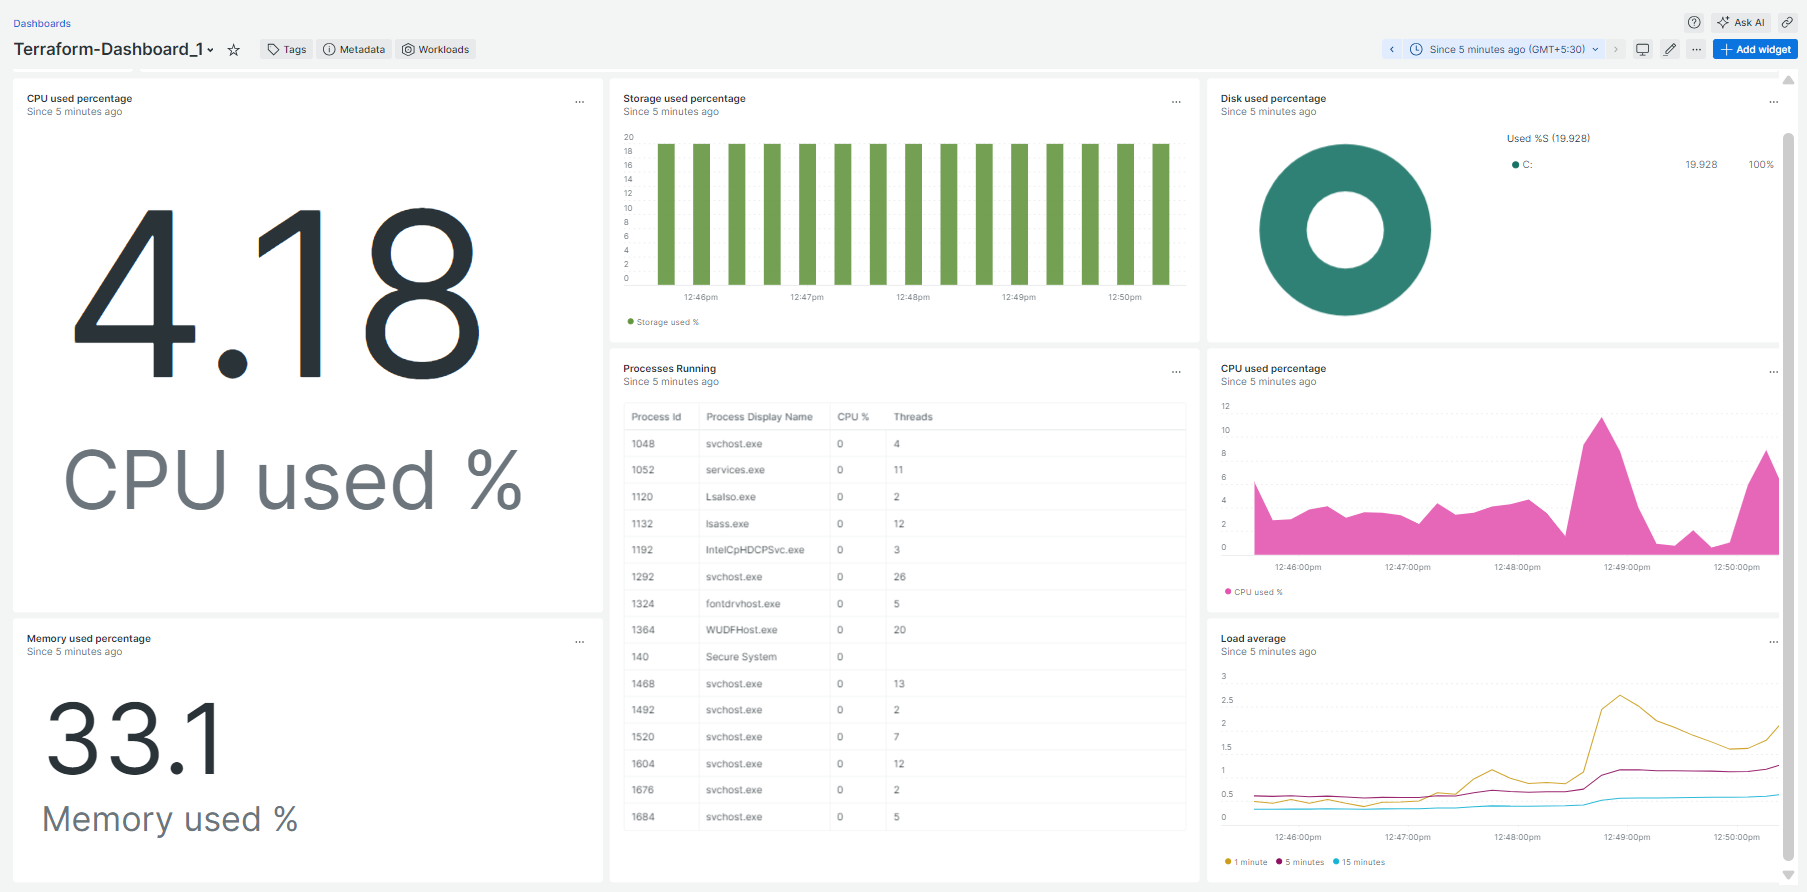 Dashboards
Ask AI
Terraform-Dashboard_1
Tags
Metadata
Workloads
Since 5 minutes ago (GMT+5:30)
Add widget
CPU used percentage
Since 5 minutes ago
4.18
CPU used %
Memory used percentage
Since 5 minutes ago
33.1
Memory used %
Storage used percentage
Since 5 minutes ago
20
18
16
14
12
10
8
6
4
2
0
12:46pm 12:47pm 12:48pm 12:49pm 12:50pm
Storage used %
Processes Running
Since 5 minutes ago
Process Id Process Display Name CPU % Threads
1048 svchost.exe 0 4
1052 services.exe 0 11
1120 LsaIso.exe 0 2
1132 lsass.exe 0 12
1192 IntelCpHDCPSvc.exe 0 3
1292 svchost.exe 0 26
1324 fontdrvhost.exe 0 5
1364 WUDFHost.exe 0 20
140 Secure System 0
1468 svchost.exe 0 13
1492 svchost.exe 0 2
1520 svchost.exe 0 7
1604 svchost.exe 0 12
1676 svchost.exe 0 2
1684 svchost.exe 0 5
Disk used percentage
Since 5 minutes ago
Used %S (19.928)
C: 19.928 100%
CPU used percentage
Since 5 minutes ago
12
10
8
6
4
2
0
12:46:00pm 12:47:00pm 12:48:00pm 12:49:00pm 12:50:00pm
CPU used %
Load average
Since 5 minutes ago
3
2.5
2
1.5
1
0.5
0
12:46:00pm 12:47:00pm 12:48:00pm 12:49:00pm 12:50:00pm
1 minute 5 minutes 15 minutes